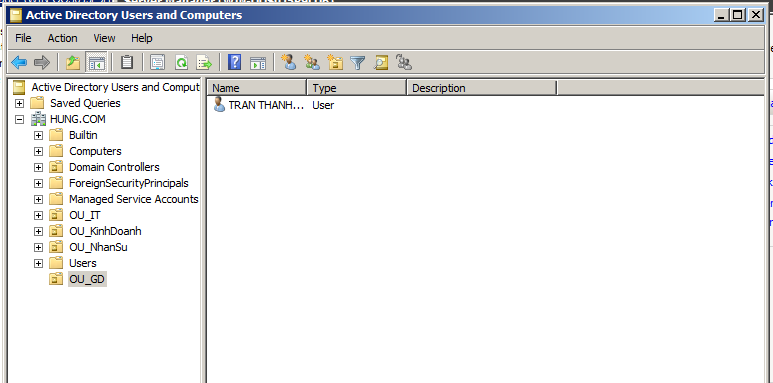 Active Directory Users and Computers
File Action View Help
Active Directory Users and Comput
Saved Queries
HUNG.COM
Builtin
Computers
Domain Controllers
ForeignSecurityPrincipals
Managed Service Accounts
OU_IT
OU_KinhDoanh
OU_NhanSu
Users
OU_GD
Name Type Description
TRAN THANH... User